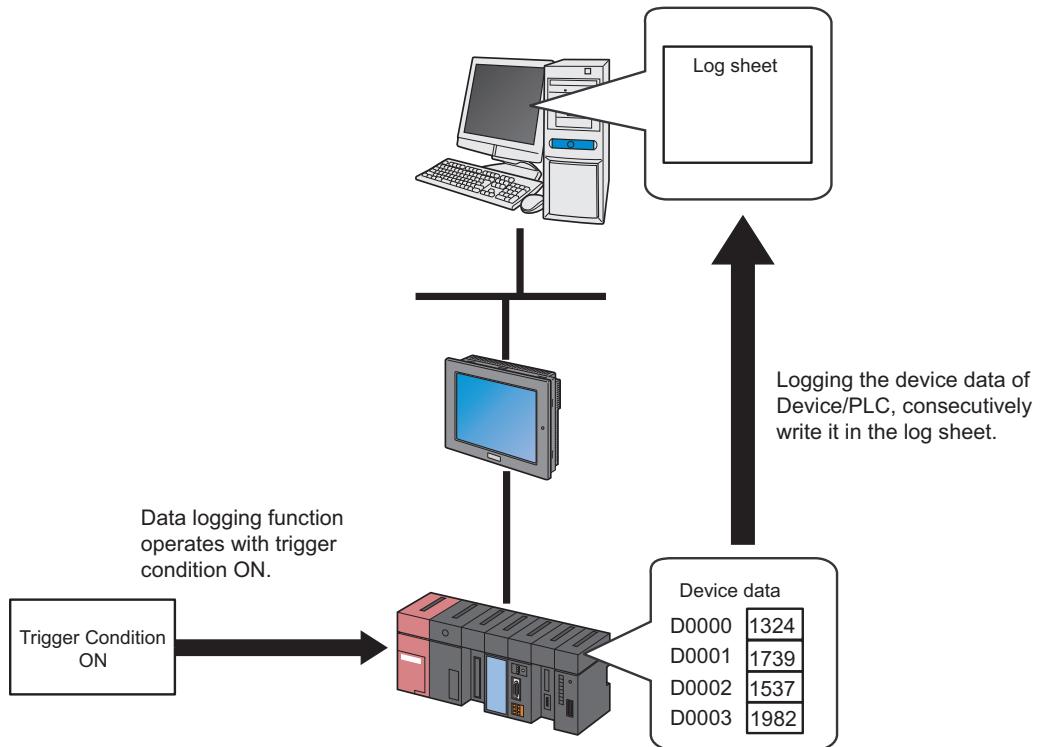 Log sheet
Logging the device data of
Device/PLC, consecutively
write it in the log sheet.
Data logging function
operates with trigger
condition ON.
Trigger Condition
ON
Device data
D0000 1324
D0001 1739
D0002 1537
D0003 1982